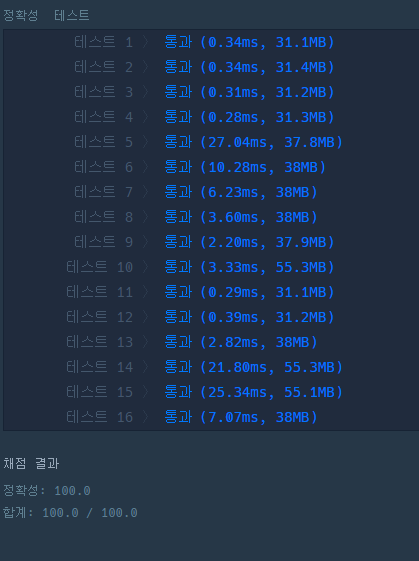 정확성  테스트
테스트 1 〉 통과 (0.34ms, 31.1MB)
테스트 2 〉 통과 (0.34ms, 31.4MB)
테스트 3 〉 통과 (0.31ms, 31.2MB)
테스트 4 〉 통과 (0.28ms, 31.3MB)
테스트 5 〉 통과 (27.04ms, 37.8MB)
테스트 6 〉 통과 (10.28ms, 38MB)
테스트 7 〉 통과 (6.23ms, 38MB)
테스트 8 〉 통과 (3.60ms, 38MB)
테스트 9 〉 통과 (2.20ms, 37.9MB)
테스트 10 〉 통과 (3.33ms, 55.3MB)
테스트 11 〉 통과 (0.29ms, 31.1MB)
테스트 12 〉 통과 (0.39ms, 31.2MB)
테스트 13 〉 통과 (2.82ms, 38MB)
테스트 14 〉 통과 (21.80ms, 55.3MB)
테스트 15 〉 통과 (25.34ms, 55.1MB)
테스트 16 〉 통과 (7.07ms, 38MB)
채점 결과
정확성: 100.0
합계: 100.0 / 100.0